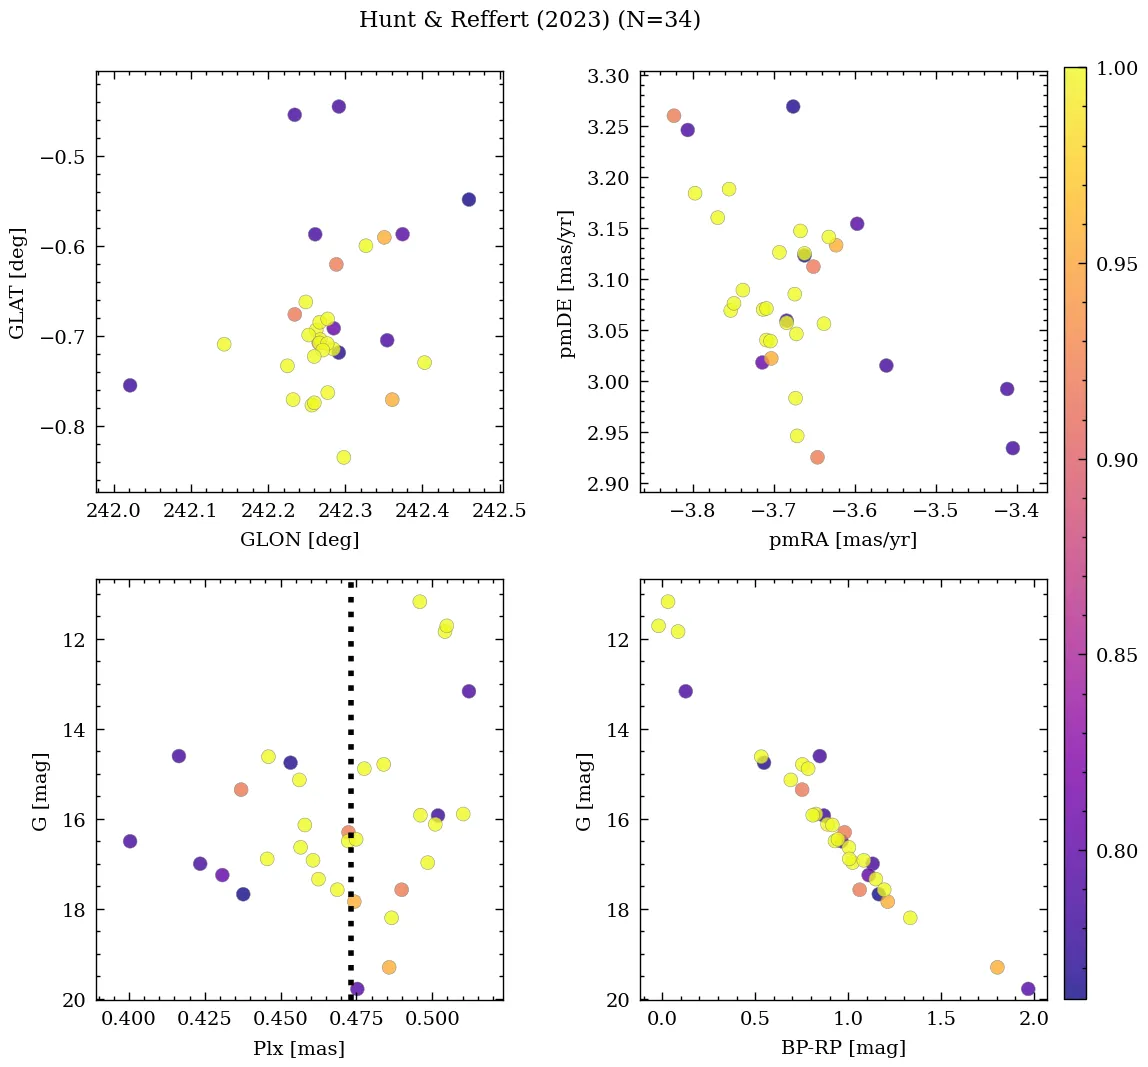 Hunt & Reffert (2023) (N=34)
−0.5
−0.6
−0.7
−0.8
GLAT [deg]
242.0 242.1 242.2 242.3 242.4 242.5
GLON [deg]
3.30
3.25
3.20
3.15
3.10
3.05
3.00
2.95
2.90
pmDE [mas/yr]
−3.8 −3.7 −3.6 −3.5 −3.4
pmRA [mas/yr]
1.00
0.95
0.90
0.85
0.80
12
14
16
18
20
G [mag]
0.400 0.425 0.450 0.475 0.500
Plx [mas]
12
14
16
18
20
G [mag]
0.0 0.5 1.0 1.5 2.0
BP-RP [mag]